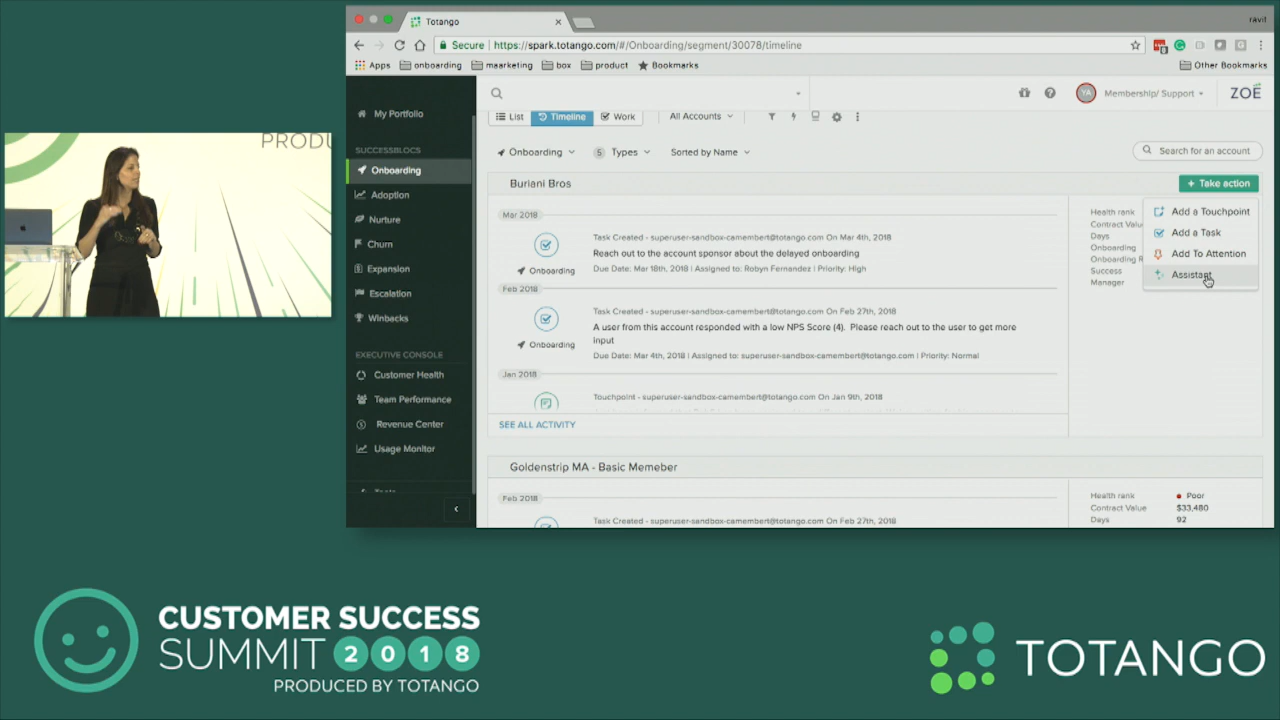 PRODU
Totango
ravit
Secure
https://spark.totango.com/#/Onboarding/segment/30078/timeline
Apps
onboarding
maarketing
box
product
Bookmarks
Other Bookmarks
My Portfolio
SUCCESSBLOCS
Onboarding
Adoption
Nurture
Churn
Expansion
Escalation
Winbacks
EXECUTIVE CONSOLE
Customer Health
Team Performance
Revenue Center
Usage Monitor
YA
Membership/ Support
ZOE
List
Timeline
Work
All Accounts
Onboarding
5 Types
Sorted by Name
Search for an account
Buriani Bros
+ Take action
Add a Touchpoint
Add a Task
Add To Attention
Assistant
Health rank
Contract Valu
Days
Onboarding
Onboarding R
Success
Manager
Mar 2018
Task Created - superuser-sandbox-camembert@totango.com On Mar 4th, 2018
Reach out to the account sponsor about the delayed onboarding
Onboarding
Due Date: Mar 18th, 2018 | Assigned to: Robyn Fernandez | Priority: High
Feb 2018
Task Created - superuser-sandbox-camembert@totango.com On Feb 27th, 2018
A user from this account responded with a low NPS Score (4). Please reach out to the user to get more
input
Onboarding
Due Date: Mar 4th, 2018 | Assigned to: superuser-sandbox-camembert@totango.com | Priority: Normal
Jan 2018
Touchpoint - superuser-sandbox-camembert@totango.com On Jan 9th, 2018
SEE ALL ACTIVITY
Goldenstrip MA - Basic Memeber
Feb 2018
Task Created - superuser-sandbox-camembert@totango.com On Feb 27th, 2018
Health rank
Poor
Contract Value
$33,480
Days
92
CUSTOMER SUCCESS
SUMMIT 2018
PRODUCED BY TOTANGO
TOTANGO